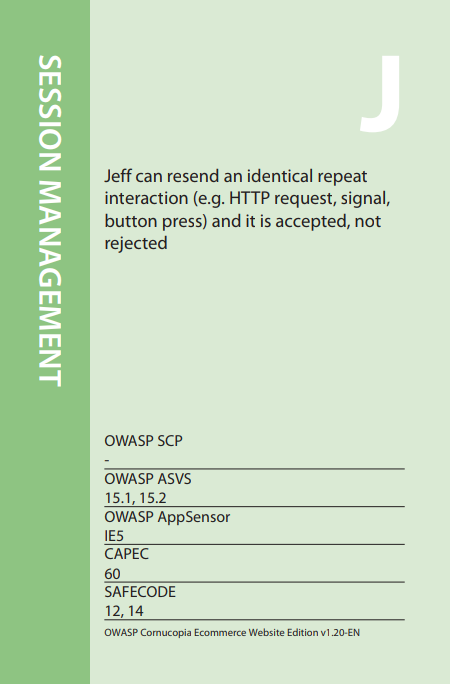 SESSION MANAGEMENT
J
Jeff can resend an identical repeat
interaction (e.g. HTTP request, signal,
button press) and it is accepted, not
rejected
OWASP SCP
-
OWASP ASVS
15.1, 15.2
OWASP AppSensor
IE5
CAPEC
60
SAFECODE
12, 14
OWASP Cornucopia Ecommerce Website Edition v1.20-EN